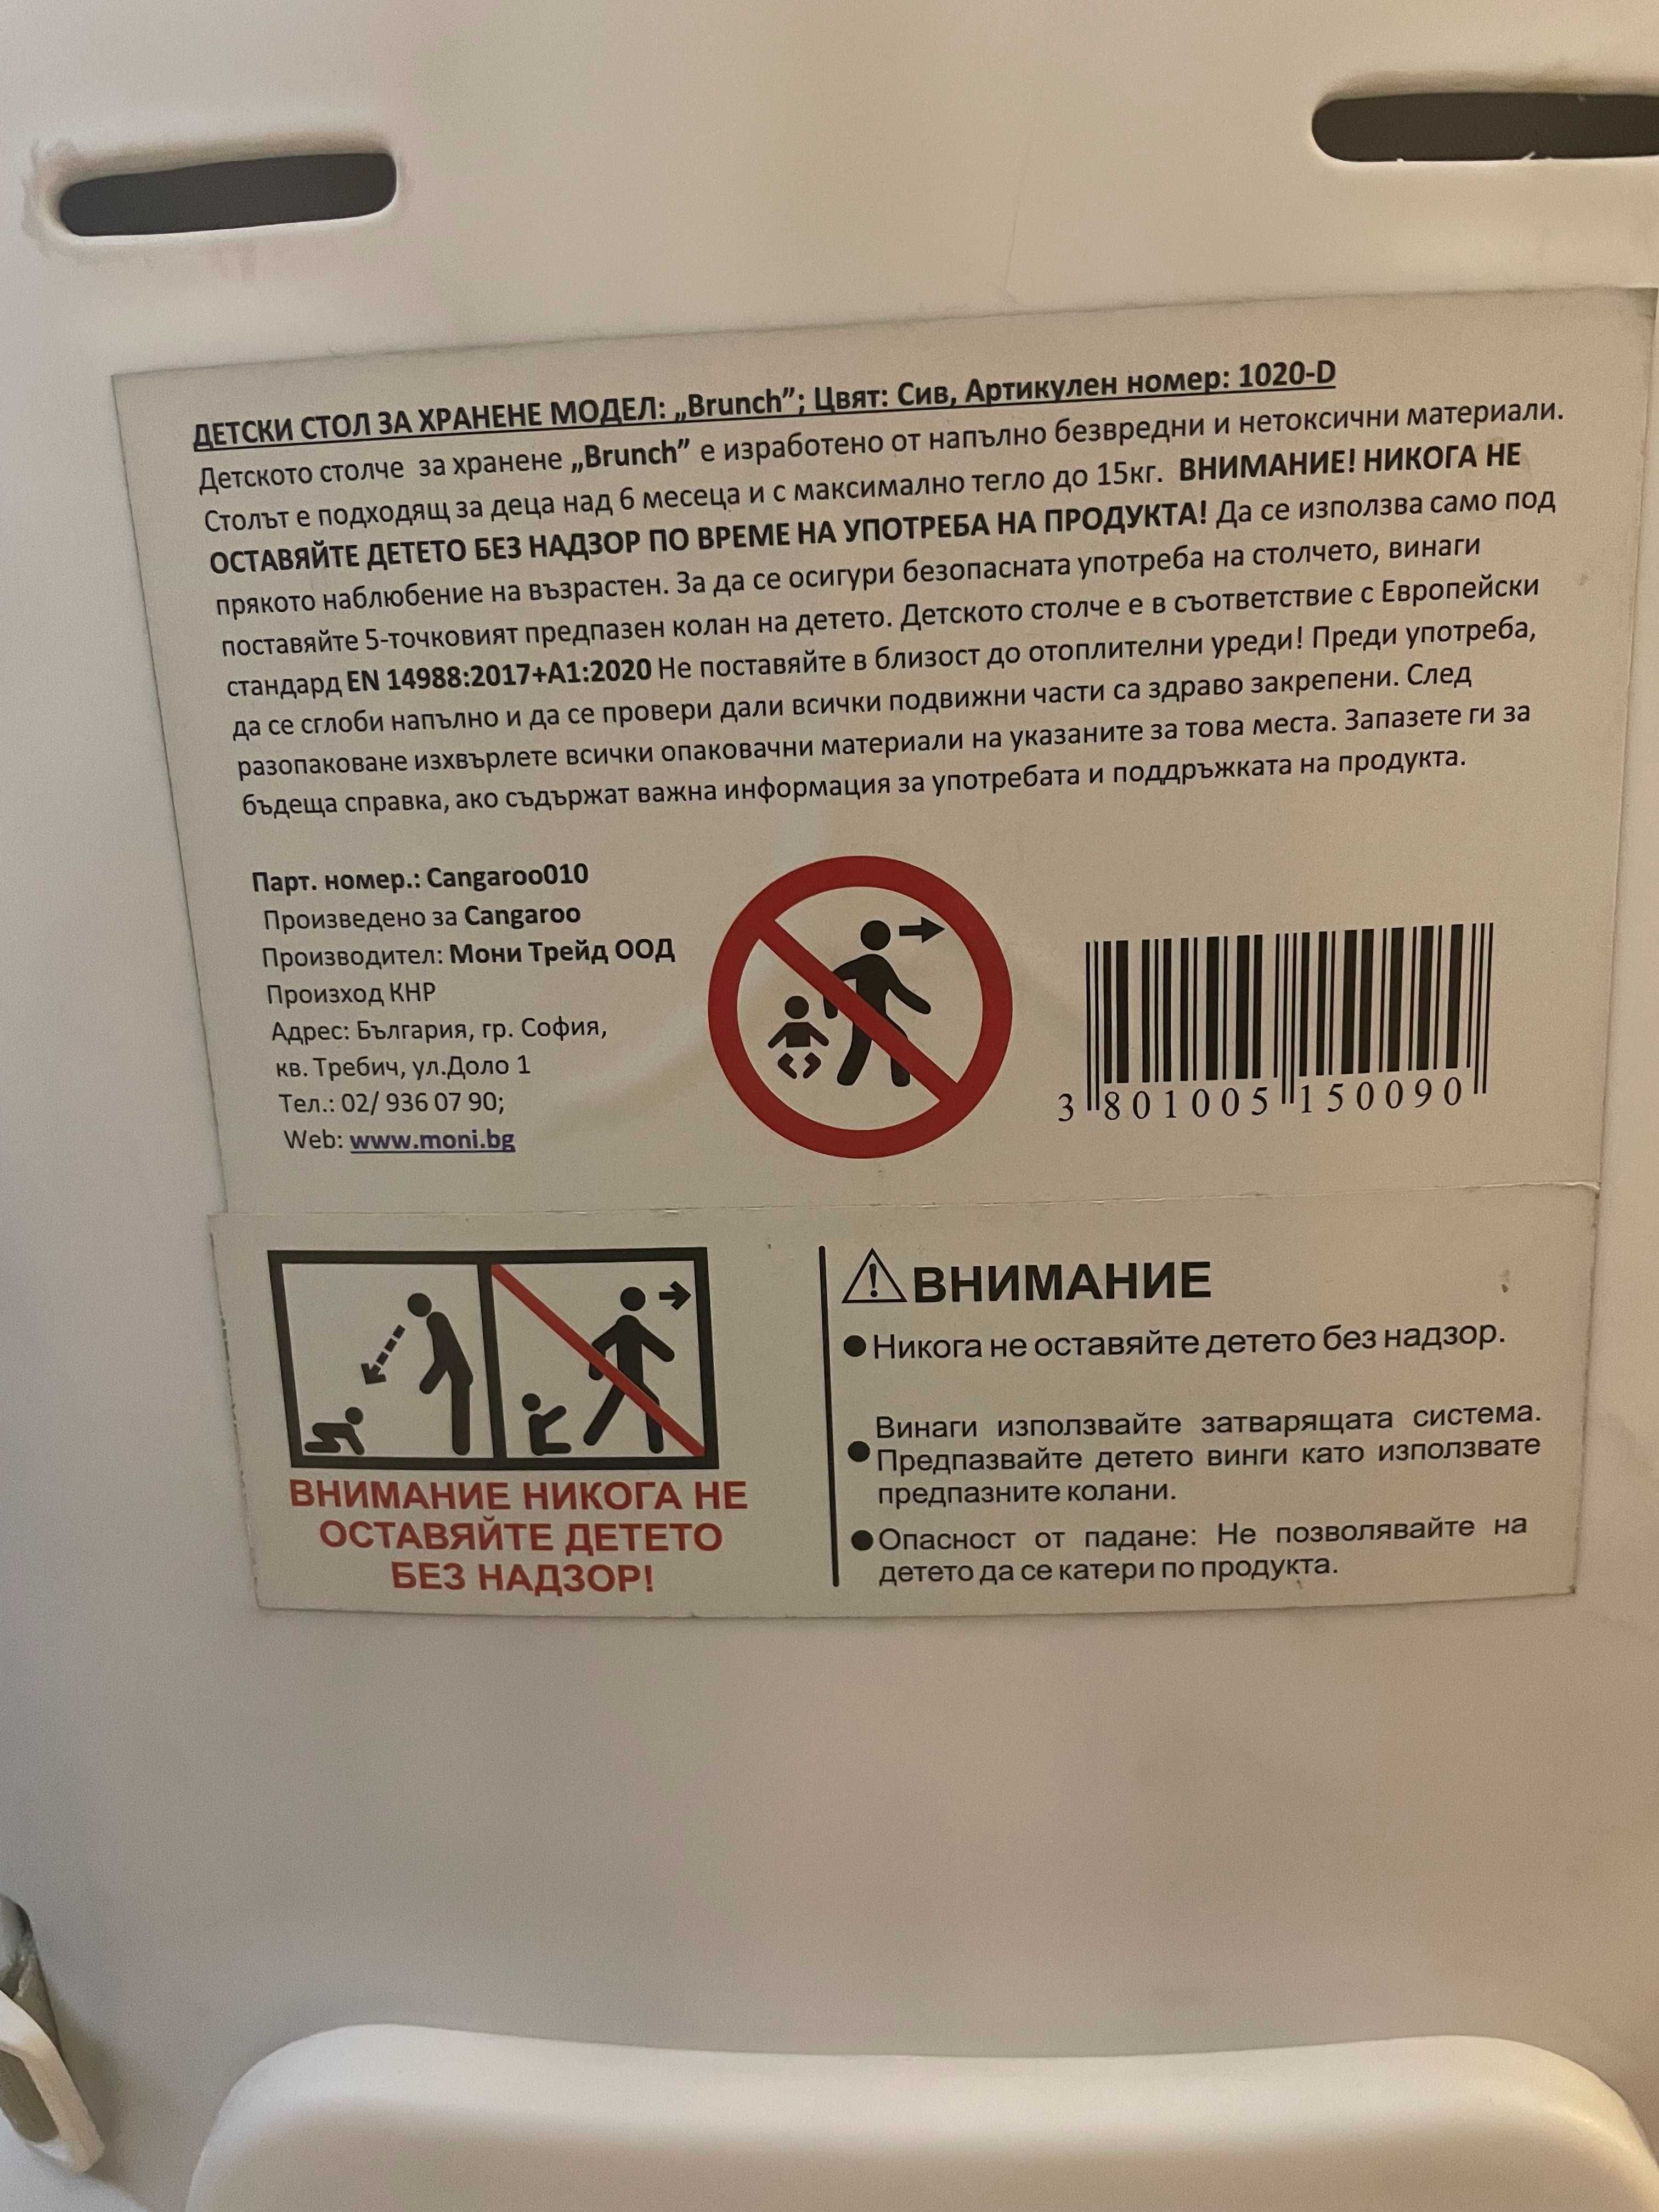 ДЕТСКИ СТОЛ ЗА ХРАНЕНЕ МОДЕЛ: „Brunch”; Цвят: Сив, Артикулен номер: 1020-D
Детското столче за хранене „Brunch” е изработено от напълно безвредни и нетоксични материали.
Столът е подходящ за деца над 6 месеца и с максимално тегло до 15кг. ВНИМАНИЕ! НИКОГА НЕ
ОСТАВЯЙТЕ ДЕТЕТО БЕЗ НАДЗОР ПО ВРЕМЕ НА УПОТРЕБА НА ПРОДУКТА! Да се използва само под
прякото наблюбение на възрастен. За да се осигури безопасната употреба на столчето, винаги
поставяйте 5-точковият предпазен колан на детето. Детското столче е в съответствие с Европейски
стандард EN 14988:2017+A1:2020 Не поставяйте в близост до отоплителни уреди! Преди употреба,
да се сглоби напълно и да се провери дали всички подвижни части са здраво закрепени. След
разопаковане изхвърлете всички опаковачни материали на указаните за това места. Запазете ги за
бъдеща справка, ако съдържат важна информация за употребата и поддръжката на продукта.
Парт. номер.: Cangaroo010
Произведено за Cangaroo
Производител: Мони Трейд ООД
Произход КНР
Адрес: България, гр. София,
кв. Требич, ул.Доло 1
Тел.: 02/ 936 07 90;
Web: www.moni.bg
3 801005 150090
ВНИМАНИЕ НИКОГА НЕ
ОСТАВЯЙТЕ ДЕТЕТО
БЕЗ НАДЗОР!
ВНИМАНИЕ
● Никога не оставяйте детето без надзор.
● Винаги използвайте затварящата система.
Предпазвайте детето винги като използвате
предпазните колани.
● Опасност от падане: Не позволявайте на
детето да се катери по продукта.